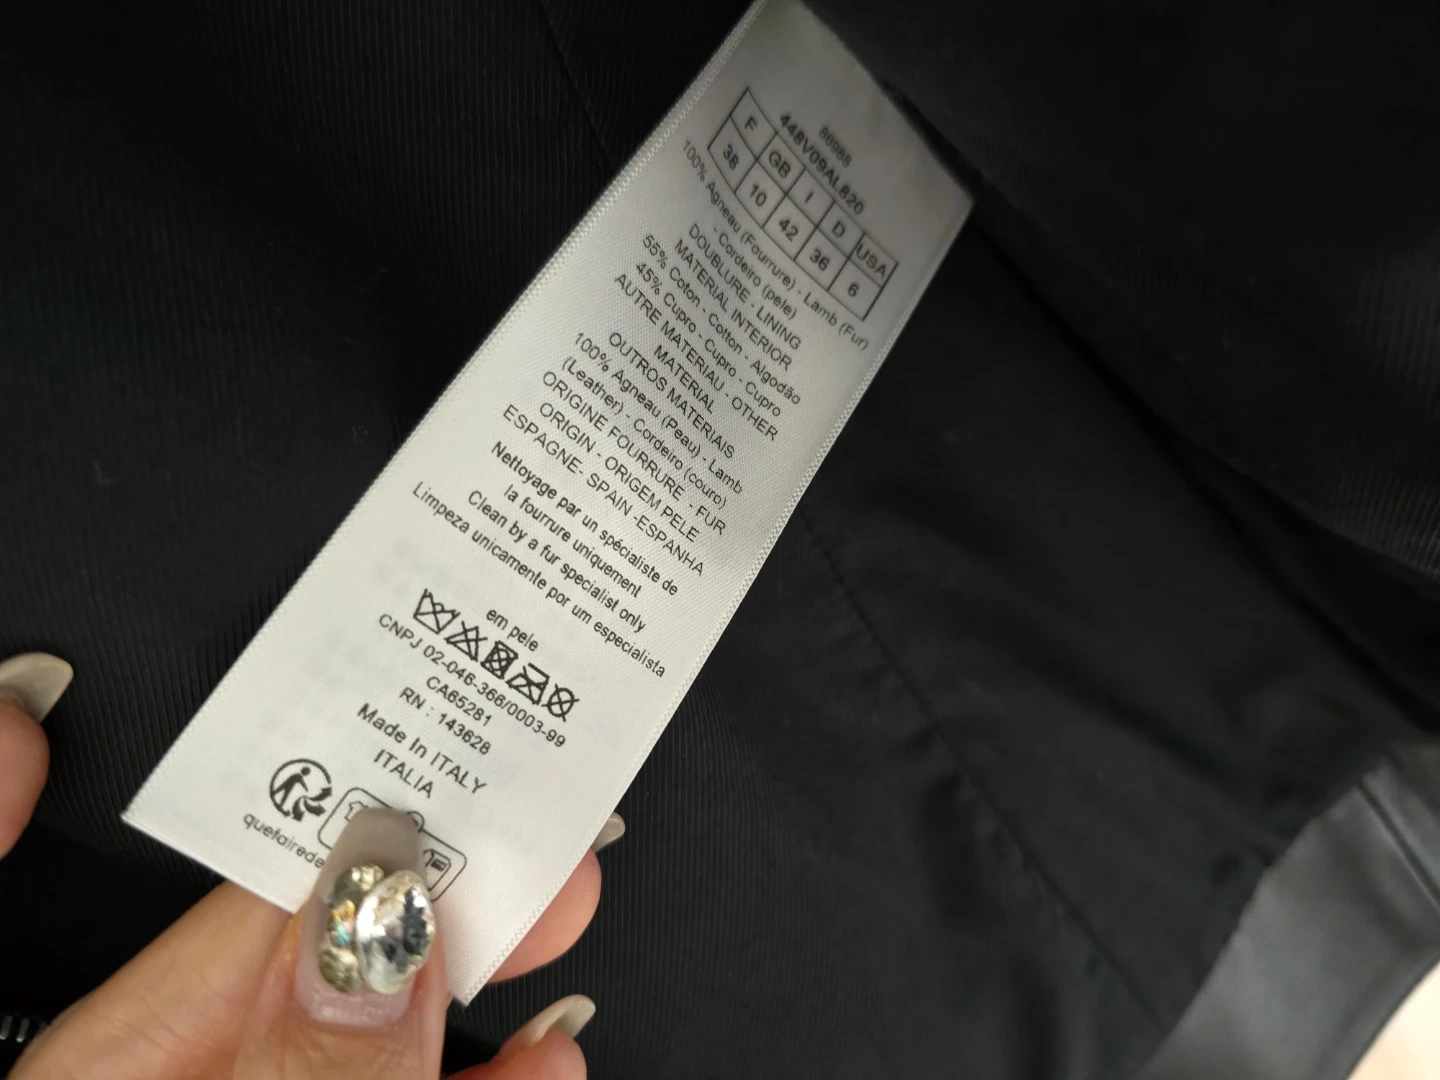 86988
448V09AL820
F GB I D USA
38 10 42 36 6
100% Agneau (Fourrure) - Lamb (Fur)
- Cordeiro (pele)
DOUBLURE - LINING
MATERIAL INTERIOR
55% Coton - Cotton - Algodão
45% Cupro - Cupro - Cupro
AUTRE MATERIAU - OTHER
MATERIAL
OUTROS MATERIAIS
100% Agneau (Peau) - Lamb
(Leather) - Cordeiro (couro)
ORIGINE FOURRURE - FUR
ORIGIN - ORIGEM PELE
ESPAGNE- SPAIN -ESPANHA
Nettoyage par un spécialiste de
la fourrure uniquement
Clean by a fur specialist only
Limpeza unicamente por um especialista
em pele
CNPJ 02-046-366/0003-99
CA65281
RN : 143628
Made In ITALY
ITALIA
quefairede